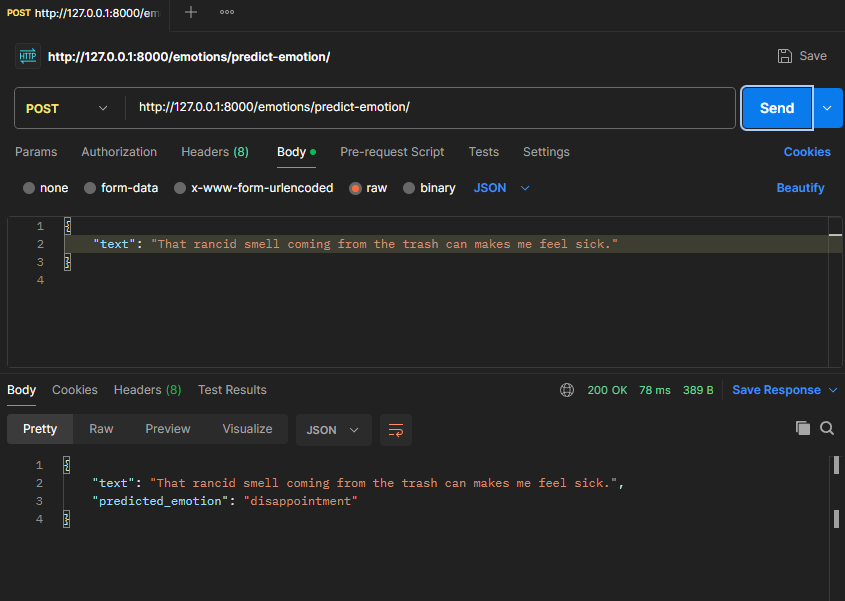 POST http://127.0.0.1:8000/em
HTTP http://127.0.0.1:8000/emotions/predict-emotion/ Save
POST http://127.0.0.1:8000/emotions/predict-emotion/ Send
Params Authorization Headers (8) Body Pre-request Script Tests Settings Cookies
none form-data x-www-form-urlencoded raw binary JSON Beautify
1 {
2 "text": "That rancid smell coming from the trash can makes me feel sick."
3 }
4
Body Cookies Headers (8) Test Results 200 OK 78 ms 389 B Save Response
Pretty Raw Preview Visualize JSON
1 {
2 "text": "That rancid smell coming from the trash can makes me feel sick.",
3 "predicted_emotion": "disappointment"
4 }